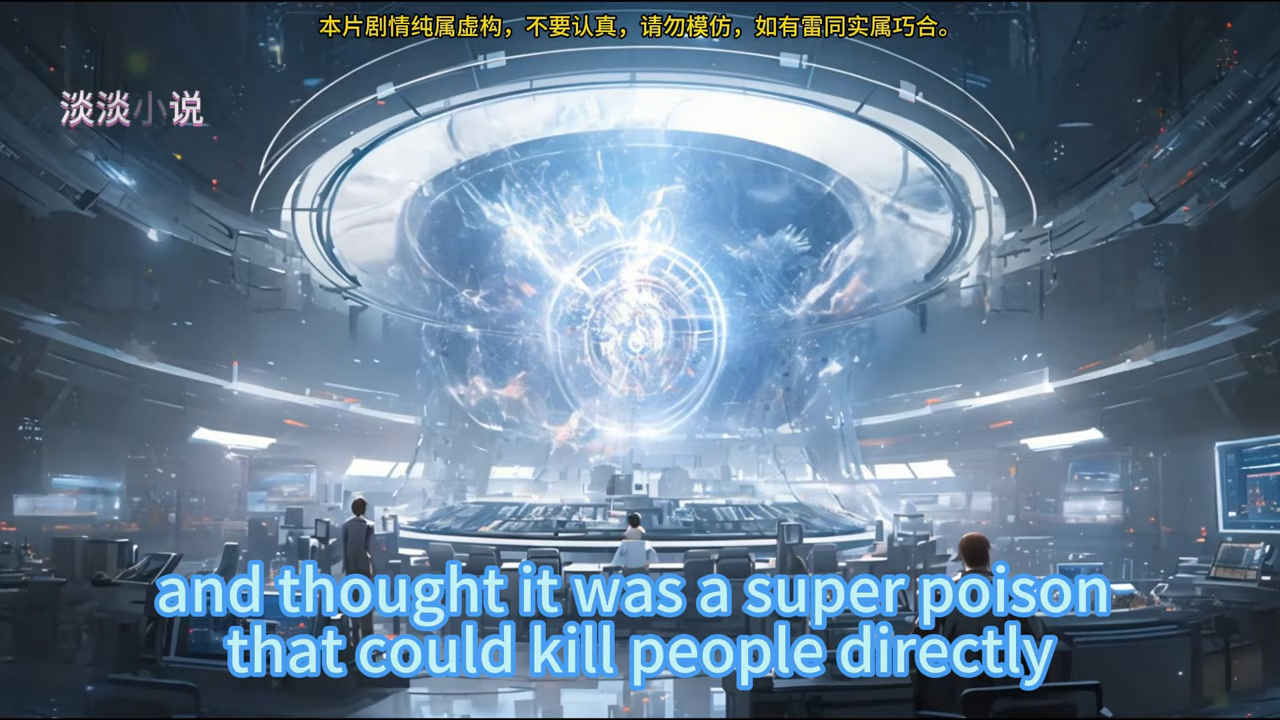 本片剧情纯属虚构，不要认真，请勿模仿，如有雷同实属巧合。
淡淡小说
and thought it was a super poison
that could kill people directly